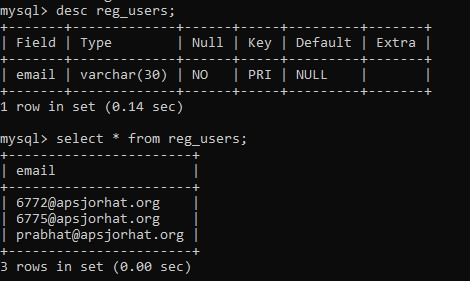 mysql> desc reg_users;
+-------+-------------+------+-----+---------+-------+
| Field | Type        | Null | Key | Default | Extra |
+-------+-------------+------+-----+---------+-------+
| email | varchar(30) | NO   | PRI | NULL    |       |
+-------+-------------+------+-----+---------+-------+
1 row in set (0.14 sec)
mysql> select * from reg_users;
+-----------------------+
| email                 |
+-----------------------+
| 6772@apsjorhat.org    |
| 6775@apsjorhat.org    |
| prabhat@apsjorhat.org |
+-----------------------+
3 rows in set (0.00 sec)